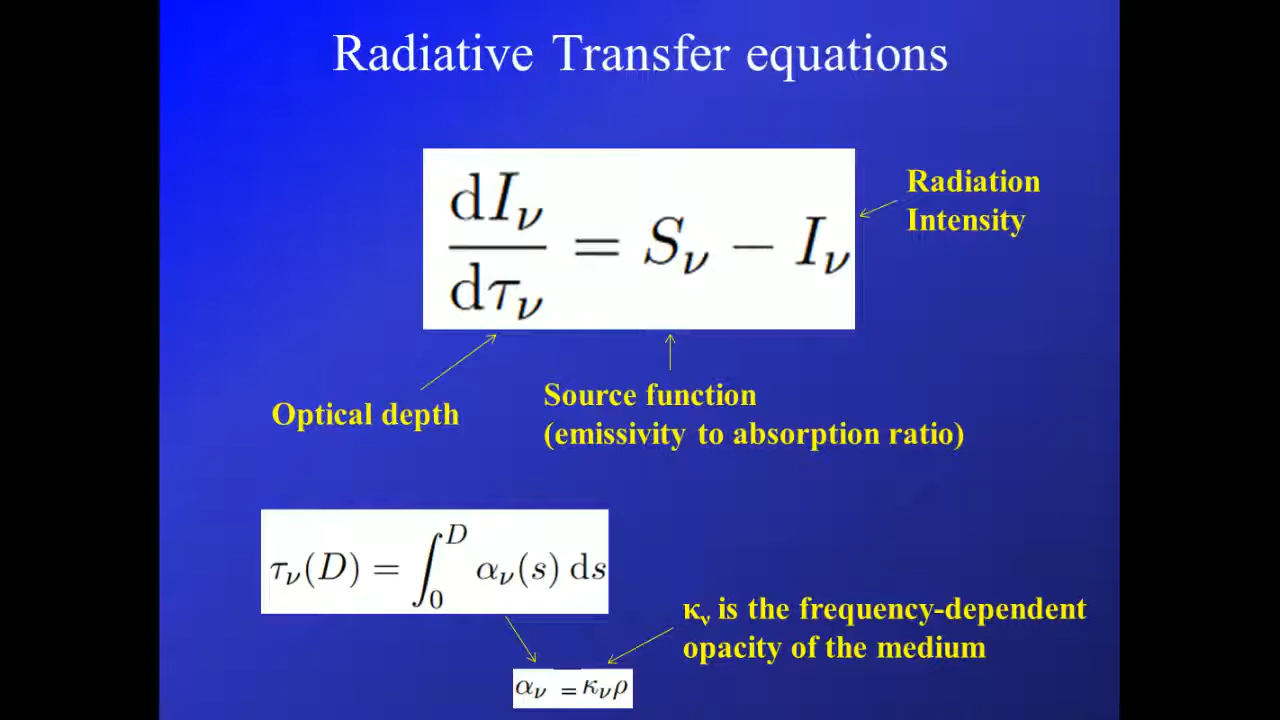 Radiative Transfer equations
dI_ν/dτ_ν = S_ν − I_ν
Radiation
Intensity
Optical depth
Source function
(emissivity to absorption ratio)
τ_ν(D) = ∫_0^D α_ν(s) ds
κ_ν is the frequency-dependent
opacity of the medium
α_ν = κ_νρ